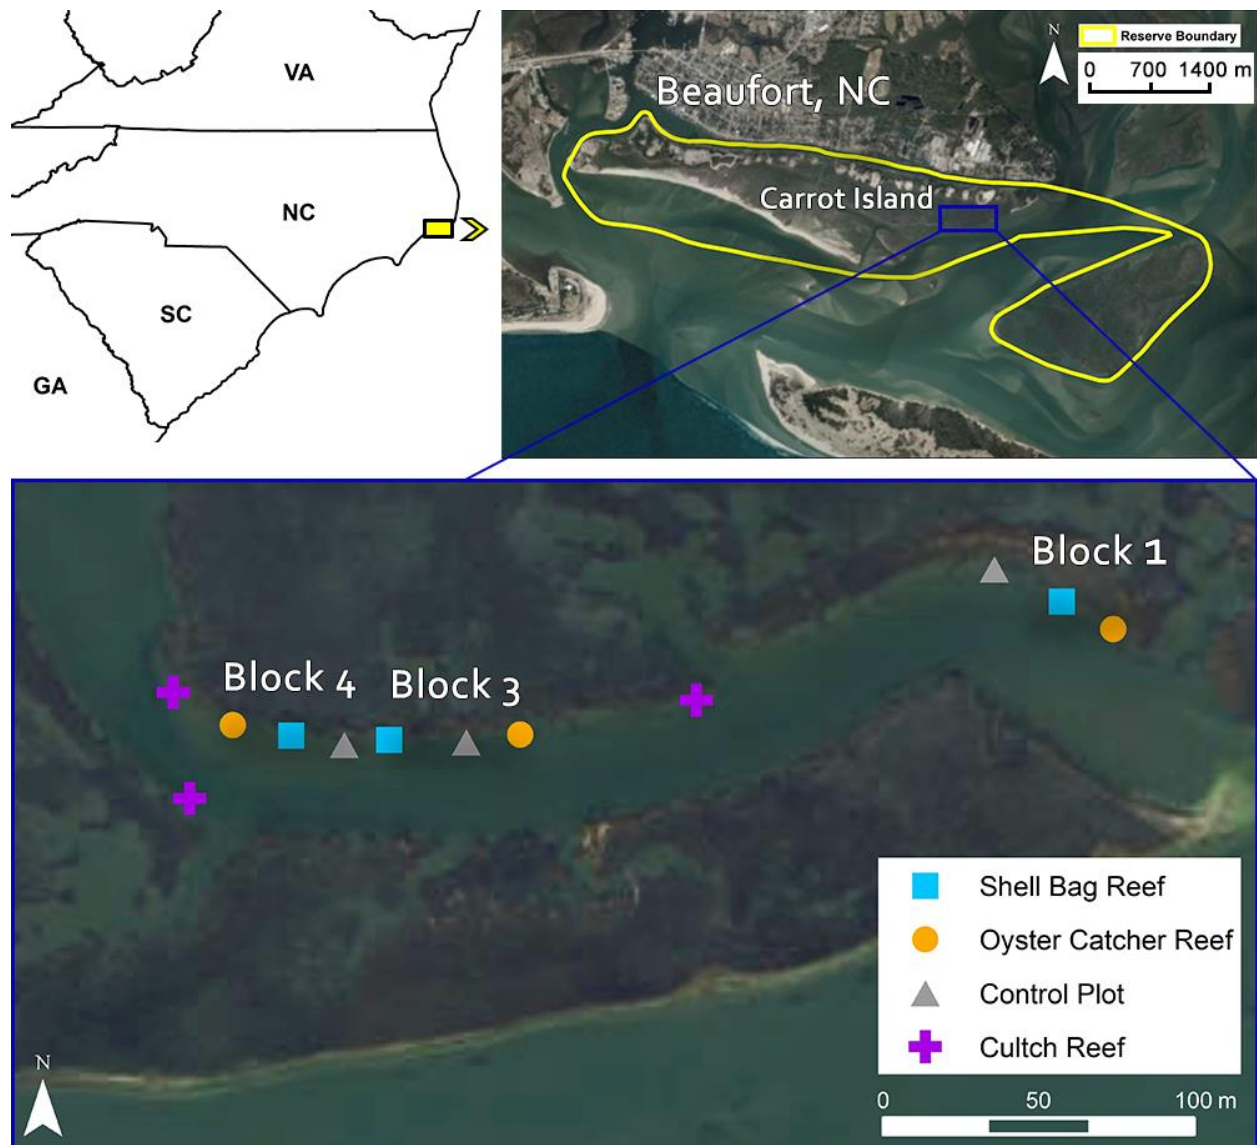 VA
NC
SC
GA
N
Reserve Boundary
0 700 1400 m
Beaufort, NC
Carrot Island
Block 1
Block 4
Block 3
Shell Bag Reef
Oyster Catcher Reef
Control Plot
Cultch Reef
N
0 50 100 m